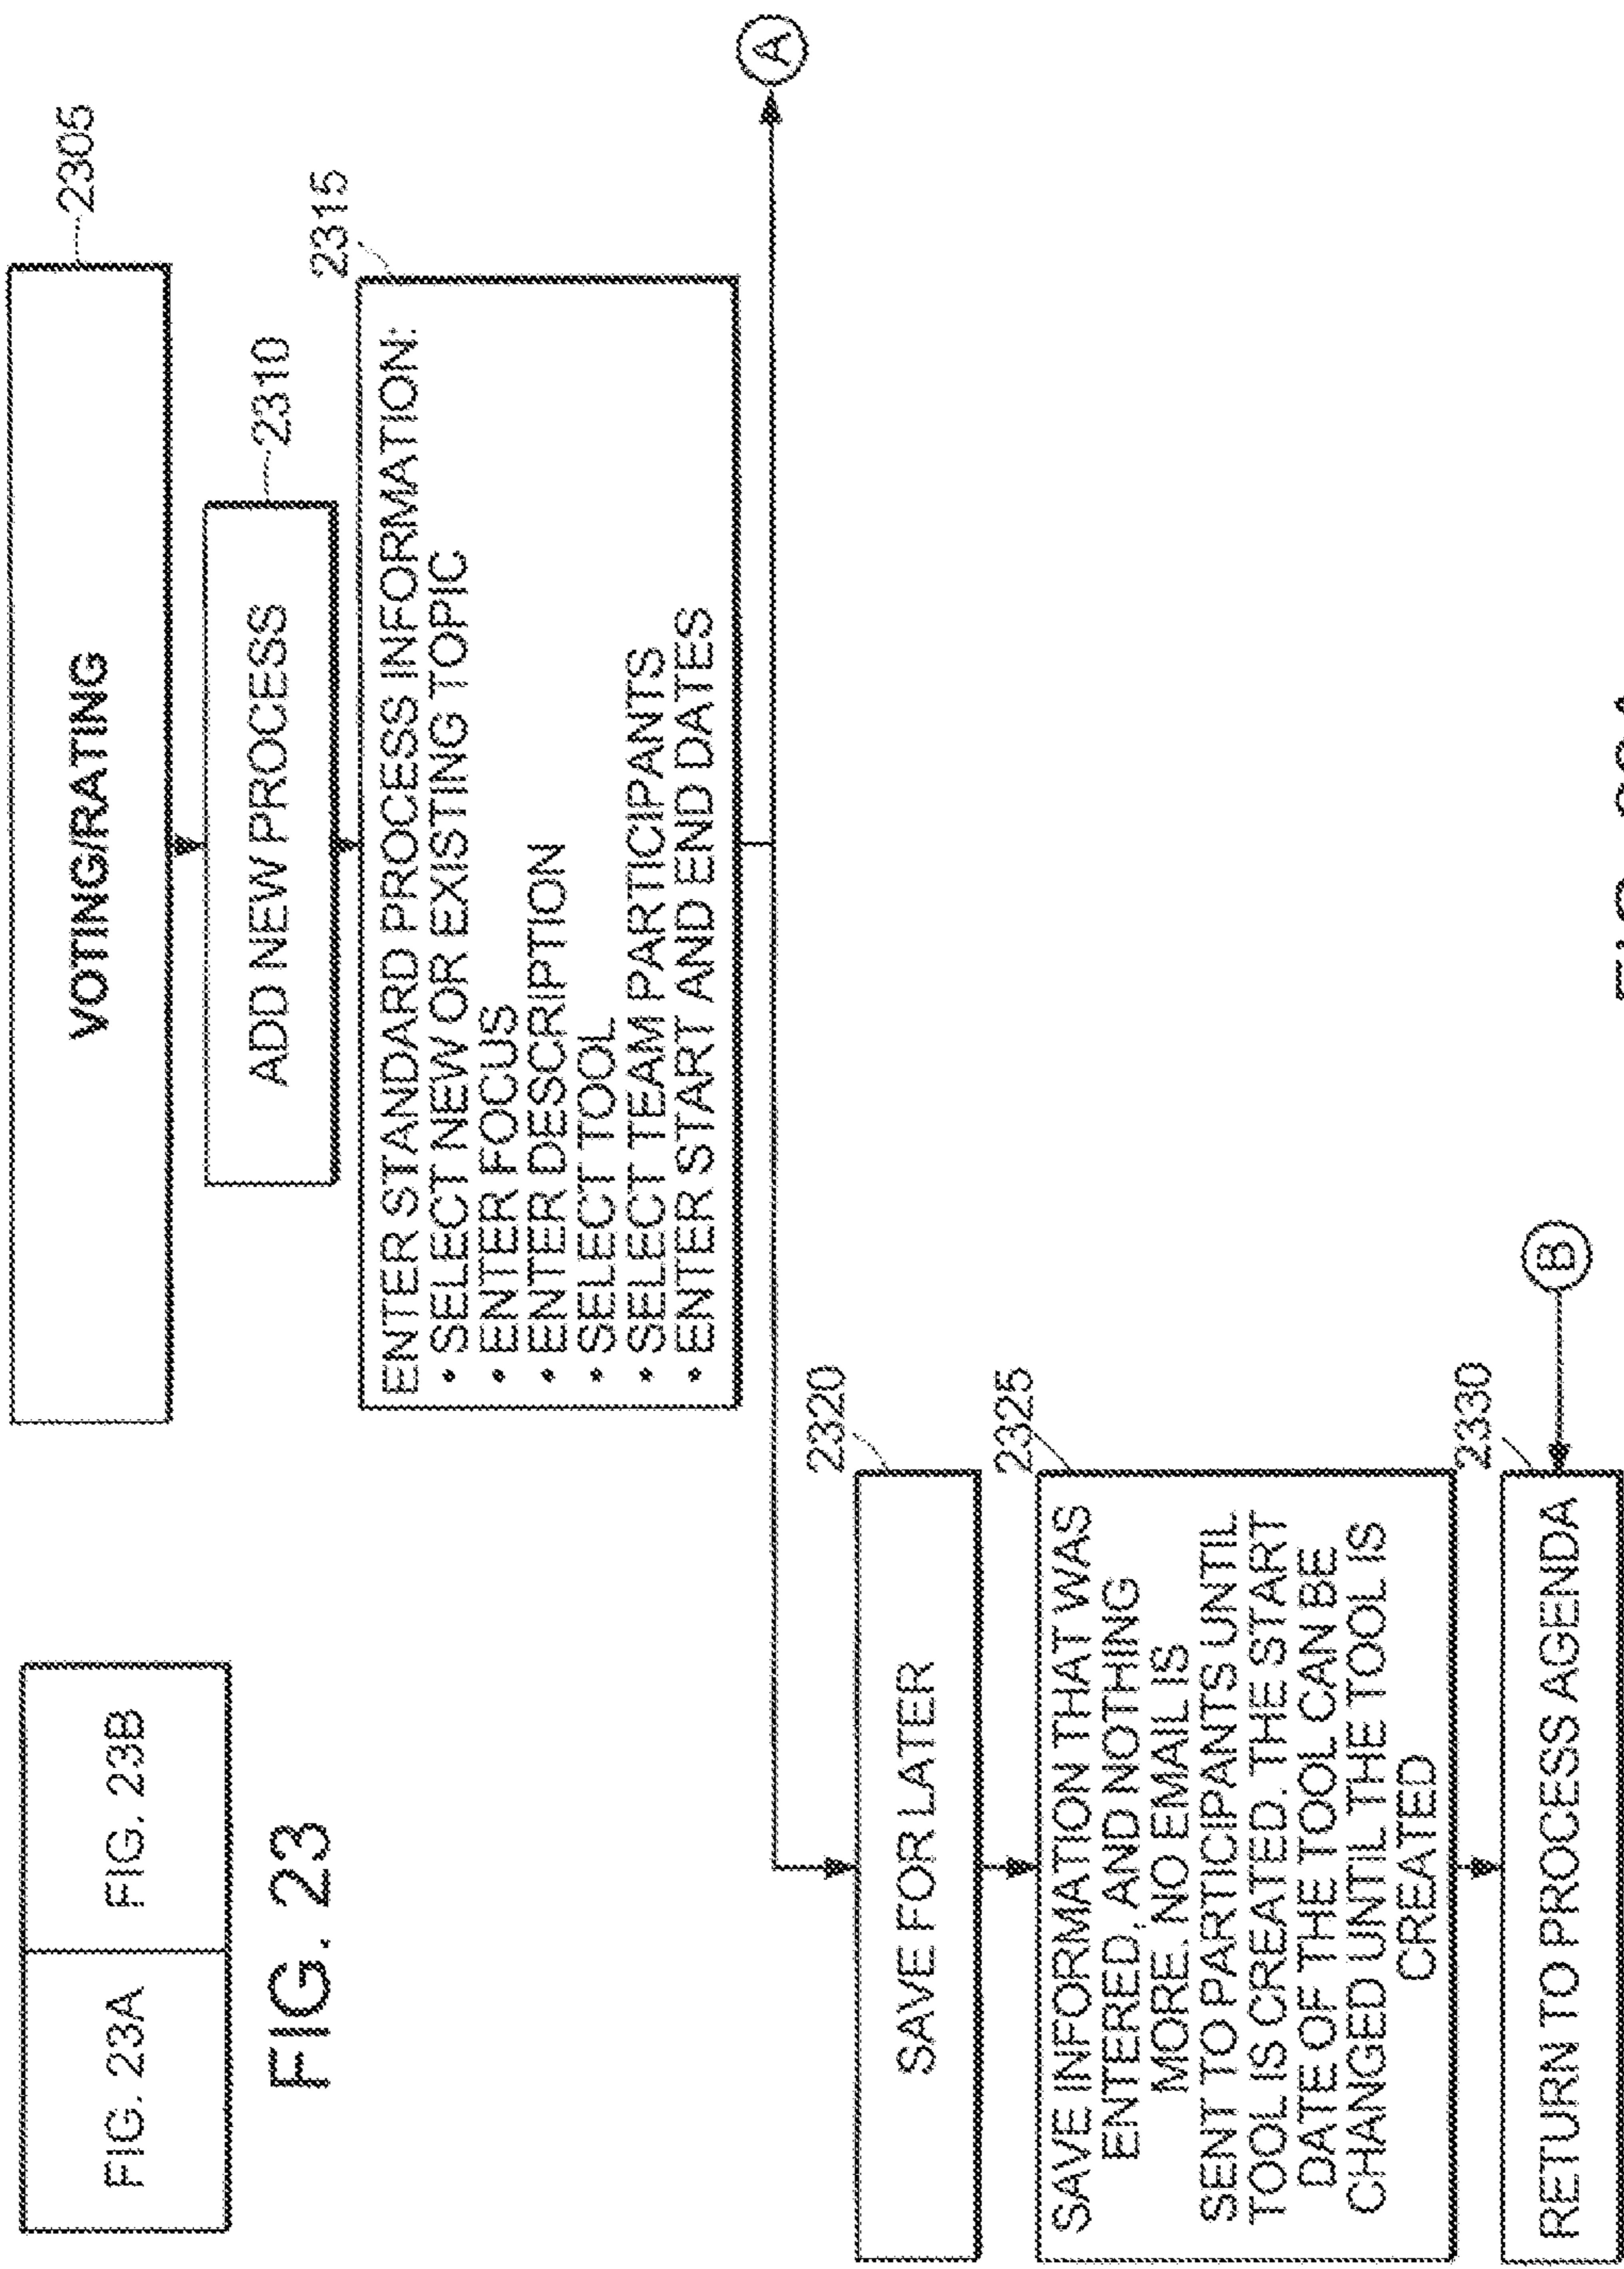 FIG. 23A
FIG. 23B
FIG. 23
VOTING/RATING
2305
ADD NEW PROCESS
2310
2315
ENTER STANDARD PROCESS INFORMATION:
• SELECT NEW OR EXISTING TOPIC
• ENTER FOCUS
• ENTER DESCRIPTION
• SELECT TOOL
• SELECT TEAM PARTICIPANTS
• ENTER START AND END DATES
A
2320
SAVE FOR LATER
2325
SAVE INFORMATION THAT WAS
ENTERED, AND NOTHING
MORE. NO EMAIL IS
SENT TO PARTICIPANTS UNTIL
TOOL IS CREATED. THE START
DATE OF THE TOOL CAN BE
CHANGED UNTIL THE TOOL IS
CREATED
2330
RETURN TO PROCESS AGENDA
B